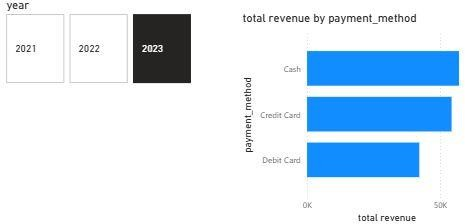 year
2021
2022
2023
total revenue by payment_method
payment_method
Cash
Credit Card
Debit Card
0K
50K
total revenue